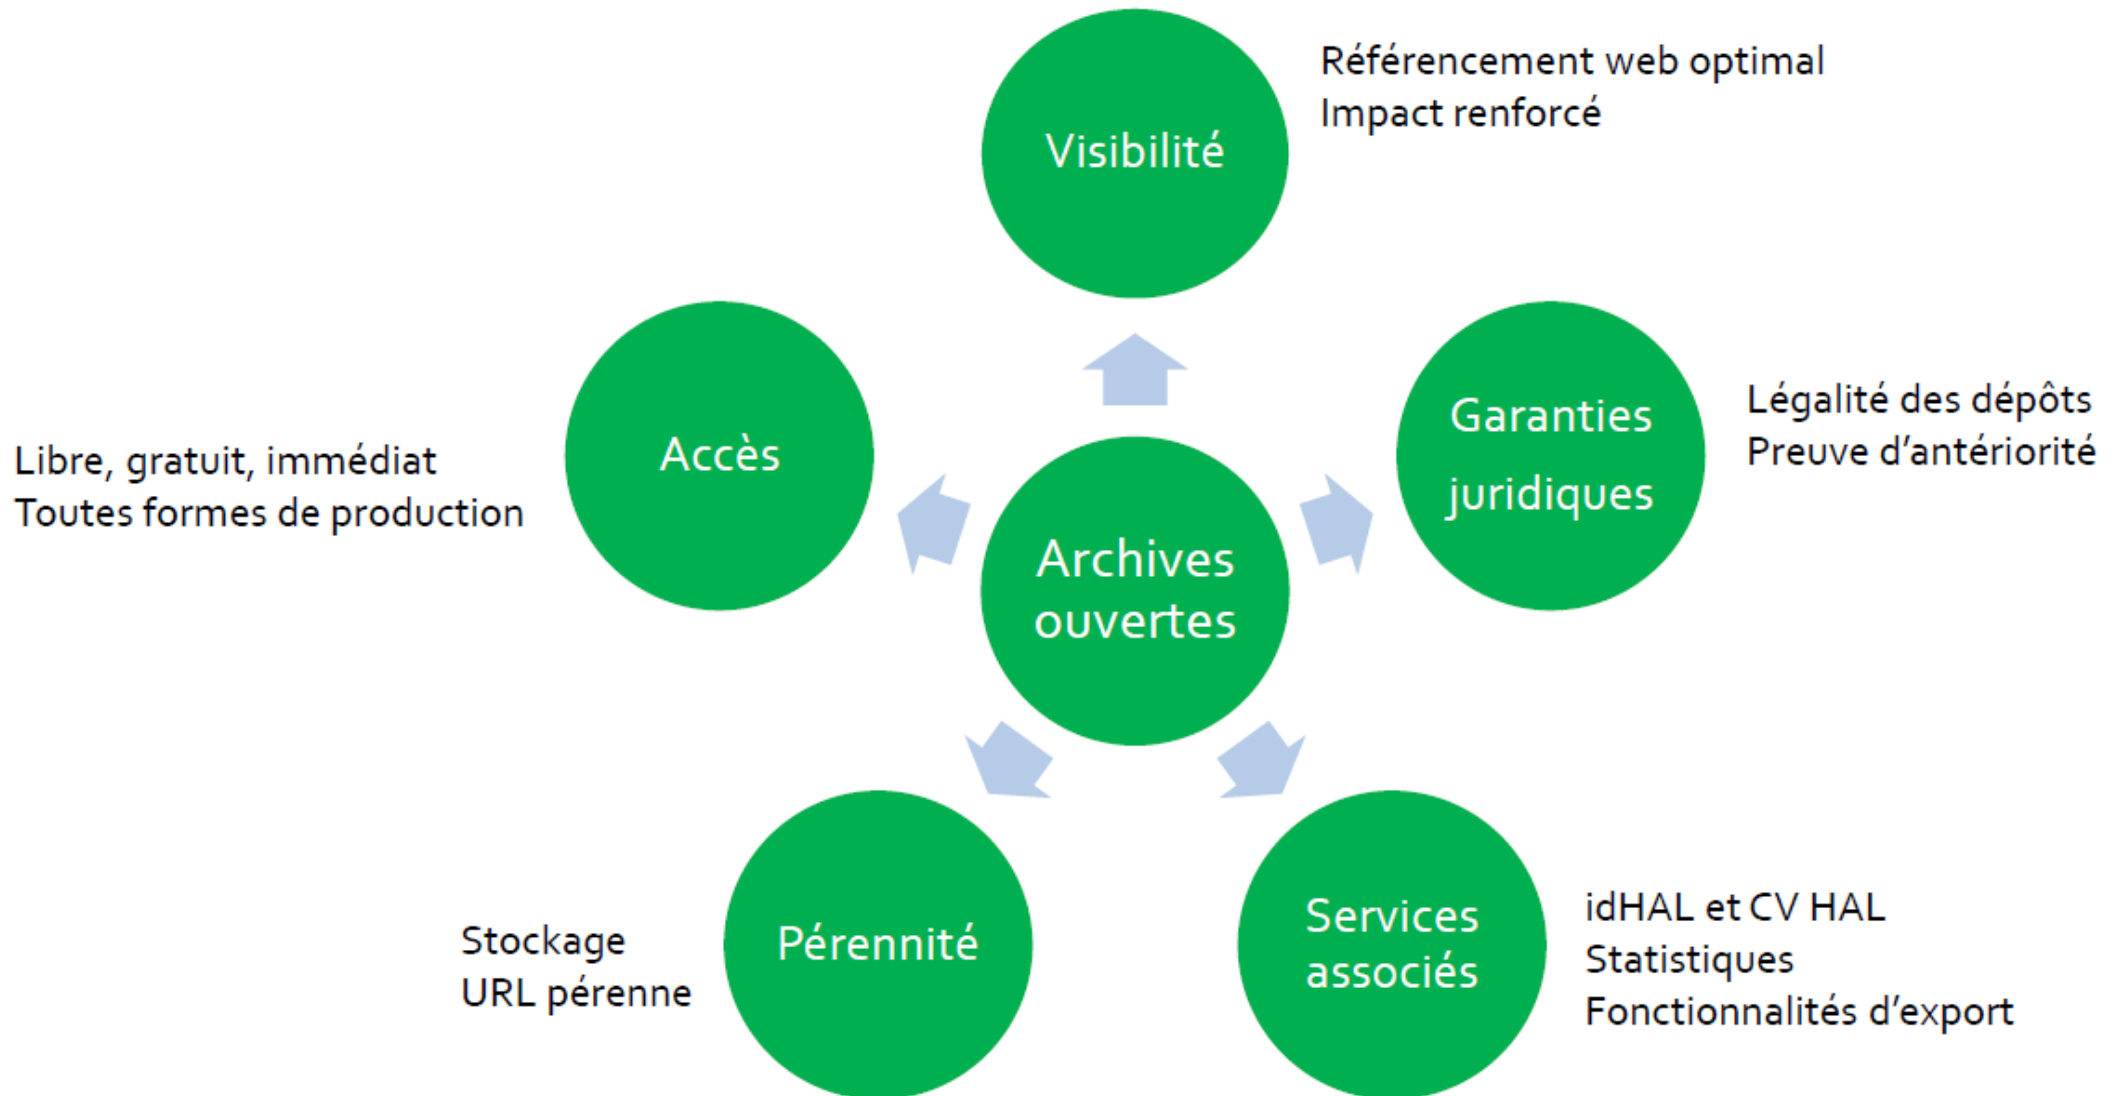 Visibilité
Référencement web optimal
Impact renforcé
Garanties
juridiques
Légalité des dépôts
Preuve d’antériorité
Accès
Libre, gratuit, immédiat
Toutes formes de production
Archives
ouvertes
Pérennité
Stockage
URL pérenne
Services
associés
idHAL et CV HAL
Statistiques
Fonctionnalités d’export